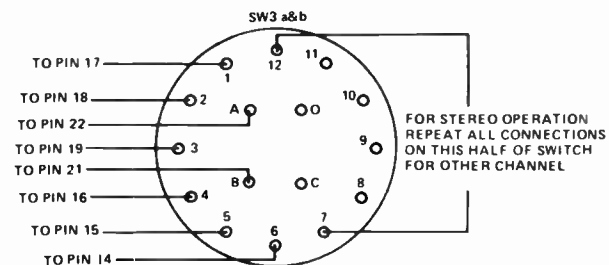 SW3 a&b
12
11
TO PIN 17
1
TO PIN 18
2
10
A
O
TO PIN 22
FOR STEREO OPERATION
REPEAT ALL CONNECTIONS
ON THIS HALF OF SWITCH
FOR OTHER CHANNEL
TO PIN 19
3
9
TO PIN 21
B
C
TO PIN 16
4
8
TO PIN 15
5
6
7
TO PIN 14